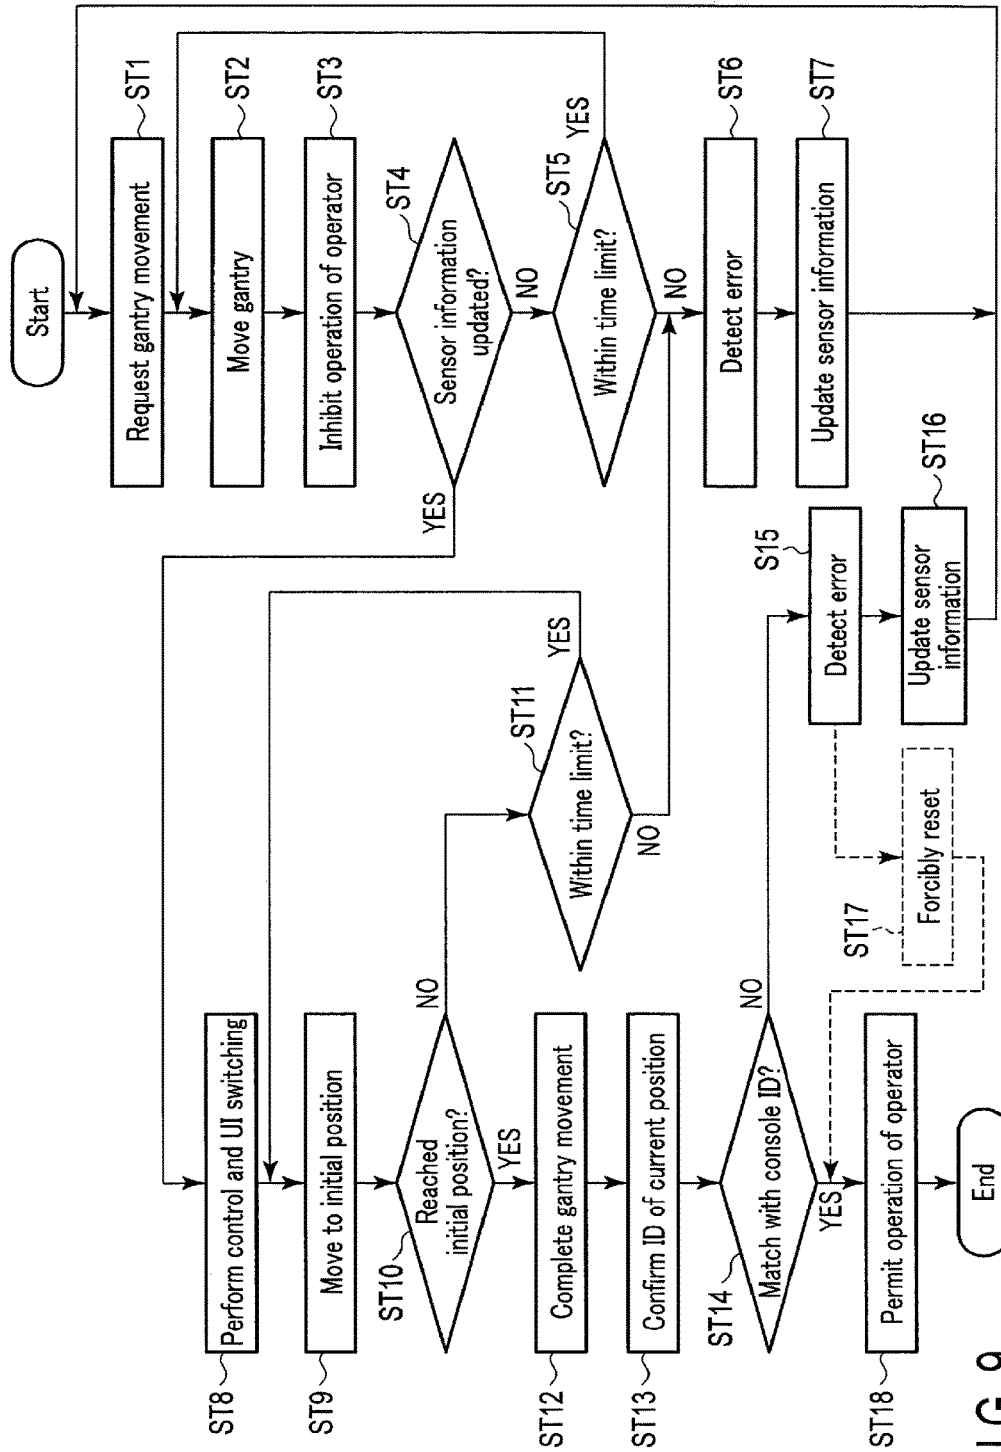 Start
Request gantry movement
ST1
Move gantry
ST2
Inhibit operation of operator
ST3
Sensor information
updated?
ST4
YES
NO
Within time limit?
ST5
YES
NO
Detect error
ST6
Update sensor information
ST7
Perform control and UI switching
ST8
Move to initial position
ST9
Reached
initial position?
ST10
NO
YES
Within time limit?
ST11
YES
NO
Complete gantry movement
ST12
Confirm ID of current position
ST13
Match with console ID?
ST14
NO
YES
Detect error
S15
Update sensor
information
ST16
Forcibly reset
ST17
Permit operation of operator
ST18
End